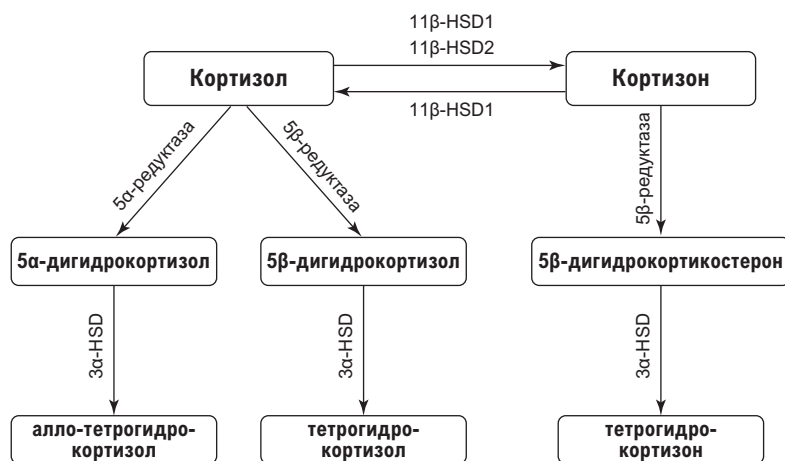 11β-HSD1
11β-HSD2
Кортизол
Кортизон
11β-HSD1
5α-редуктаза
5β-редуктаза
5β-редуктаза
5α-дигидрокортизол
5β-дигидрокортизол
5β-дигидрокортикостерон
3α-HSD
3α-HSD
3α-HSD
алло-тетрогидро-
кортизол
тетрогидро-
кортизол
тетрогидро-
кортизон